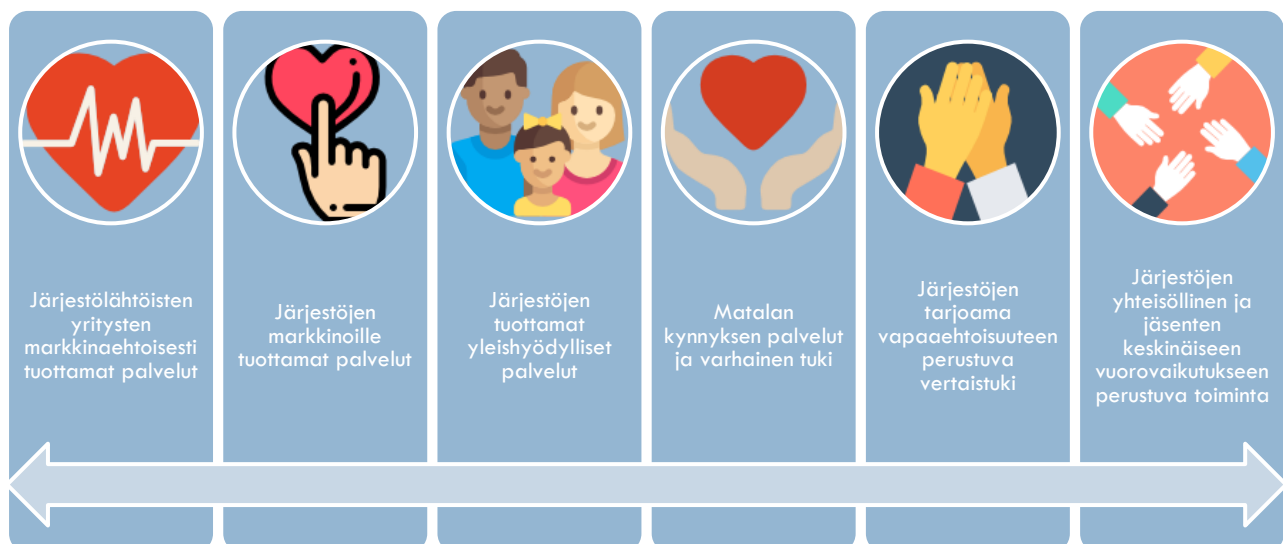 Järjestölähtöisten
yritysten
markkinaehtoisesti
tuottamat palvelut
Järjestöjen
markkinoille
tuottamat palvelut
Järjestöjen
tuottamat
yleishyödylliset
palvelut
Matalan
kynnyksen palvelut
ja varhainen tuki
Järjestöjen
tarjoama
vapaaehtoisuuteen
perustuva
vertaistuki
Järjestöjen
yhteisöllinen ja
jäsenten
keskinäiseen
vuorovaikutukseen
perustuva toiminta